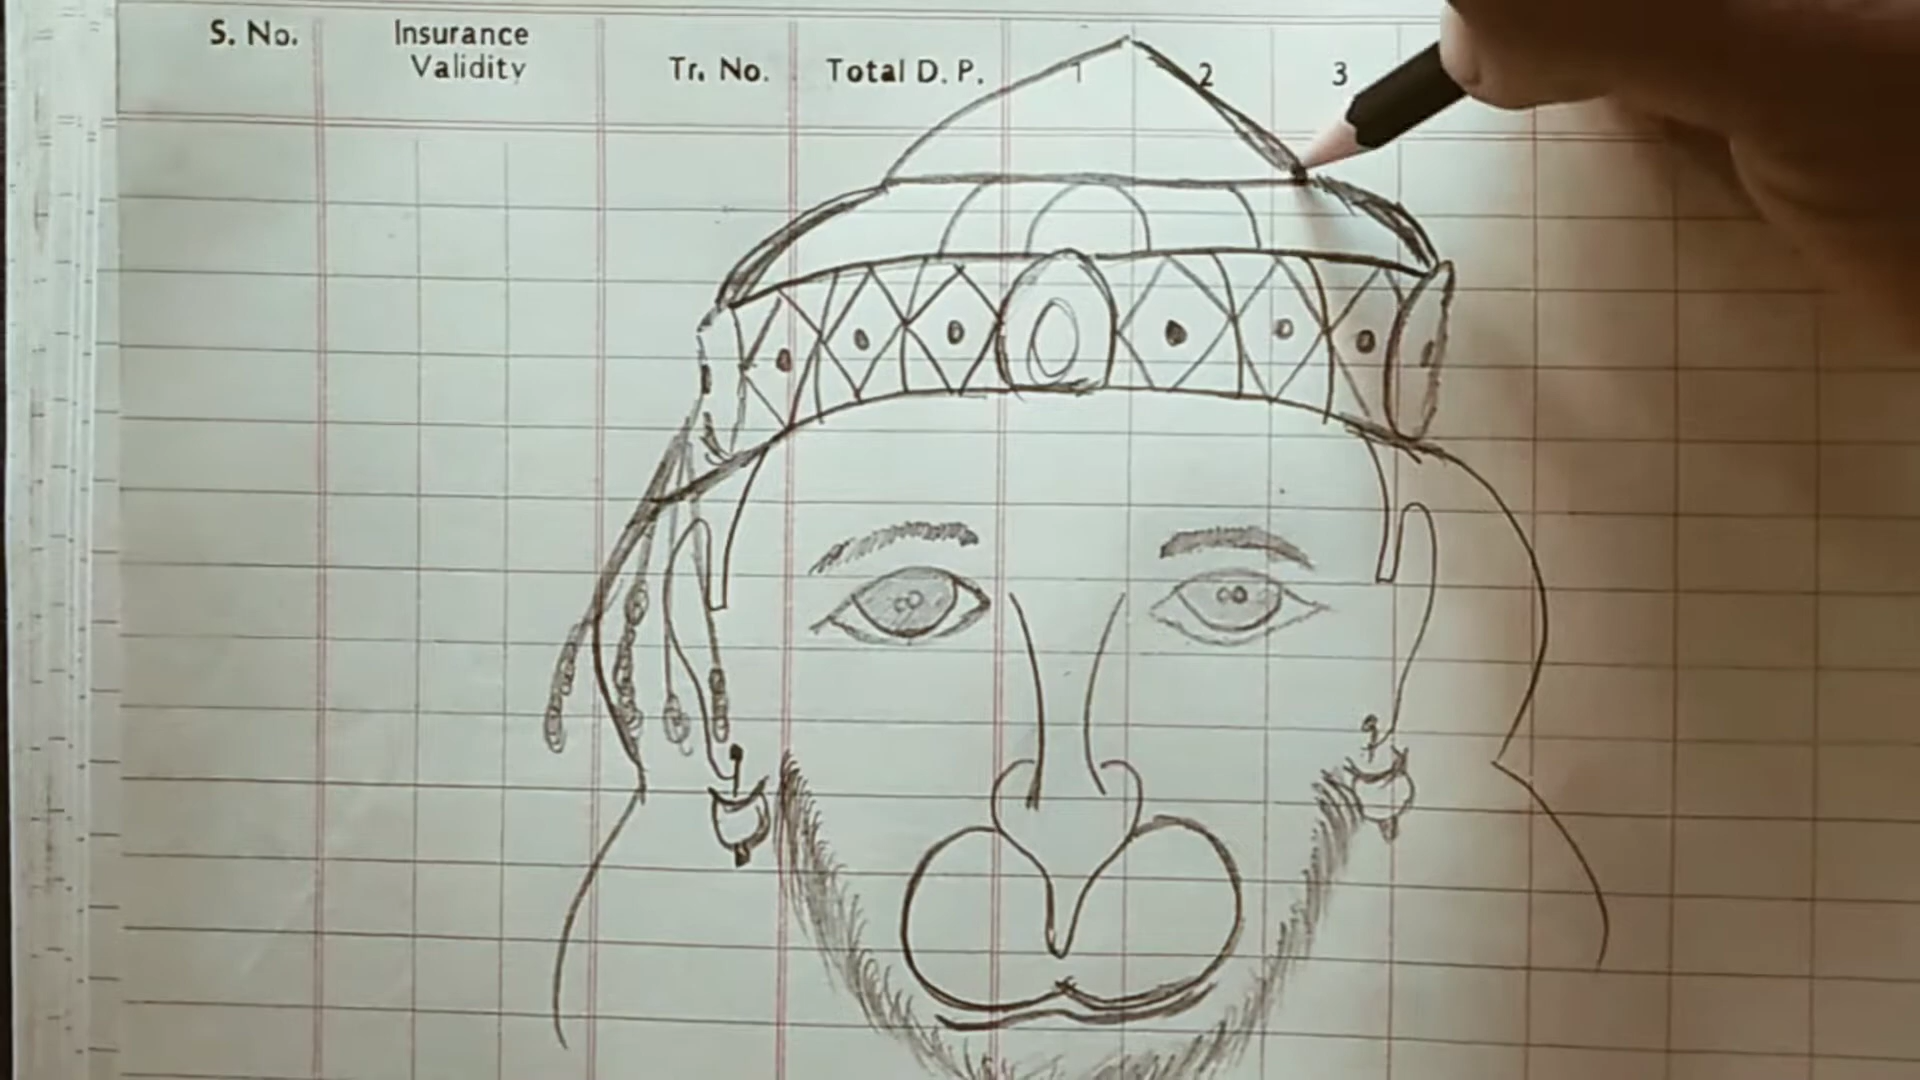 S. No.
Insurance
Validity
Tr. No.
Total D. P.
1
2
3